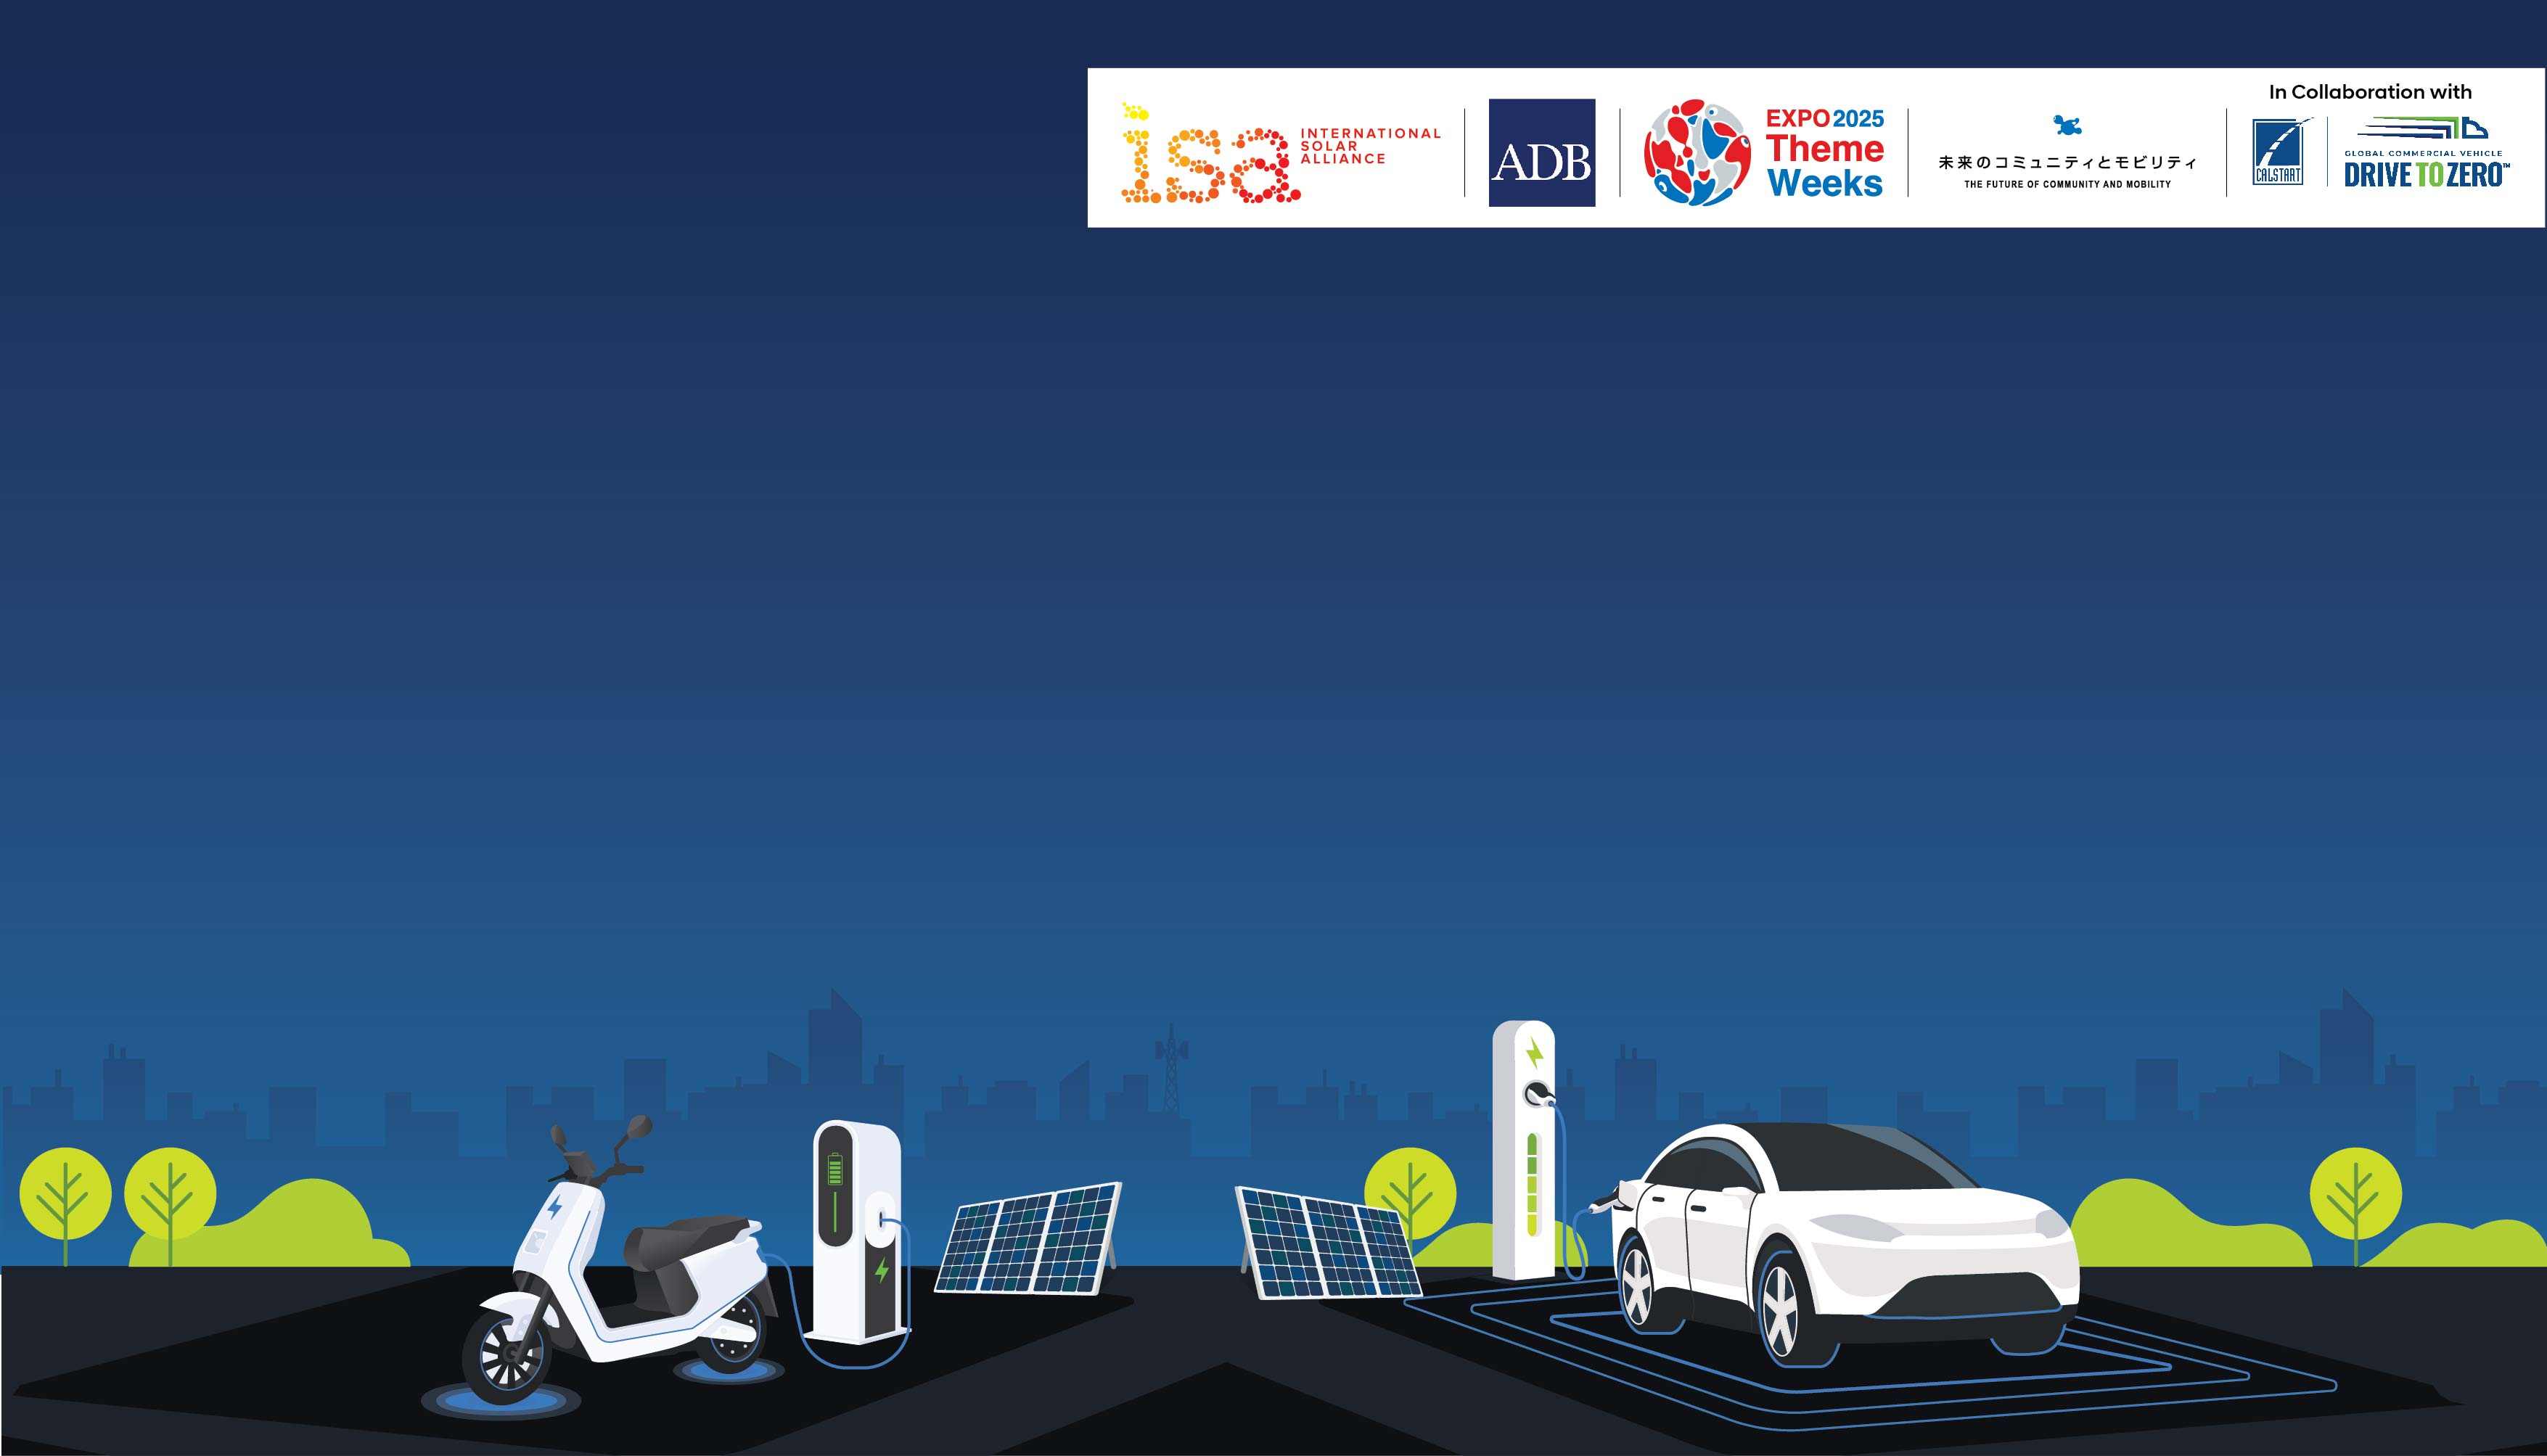 In Collaboration with
isa
INTERNATIONAL
SOLAR
ALLIANCE
ADB
EXPO 2025
Theme
Weeks
未来のコミュニティとモビリティ
THE FUTURE OF COMMUNITY AND MOBILITY
CALSTART
GLOBAL COMMERCIAL VEHICLE
DRIVE TO ZERO™